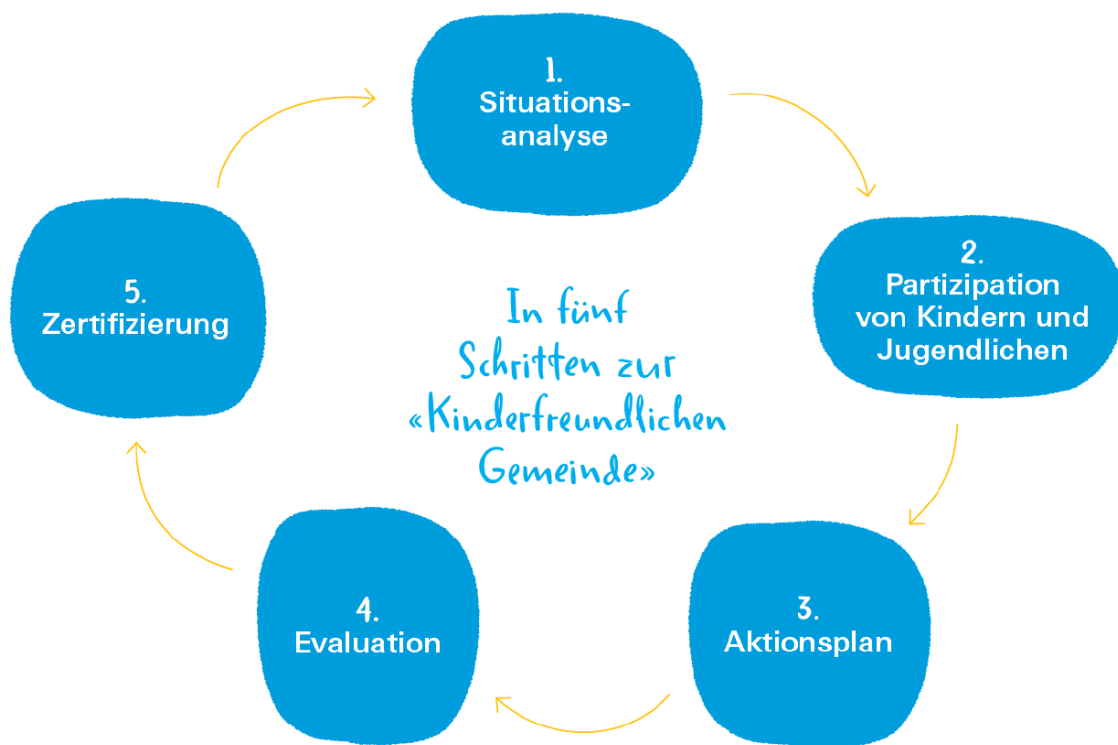 1.
Situations-
analyse
2.
Partizipation
von Kindern und
Jugendlichen
3.
Aktionsplan
4.
Evaluation
5.
Zertifizierung
In fünf
Schritten zur
«Kinderfreundlichen
Gemeinde»